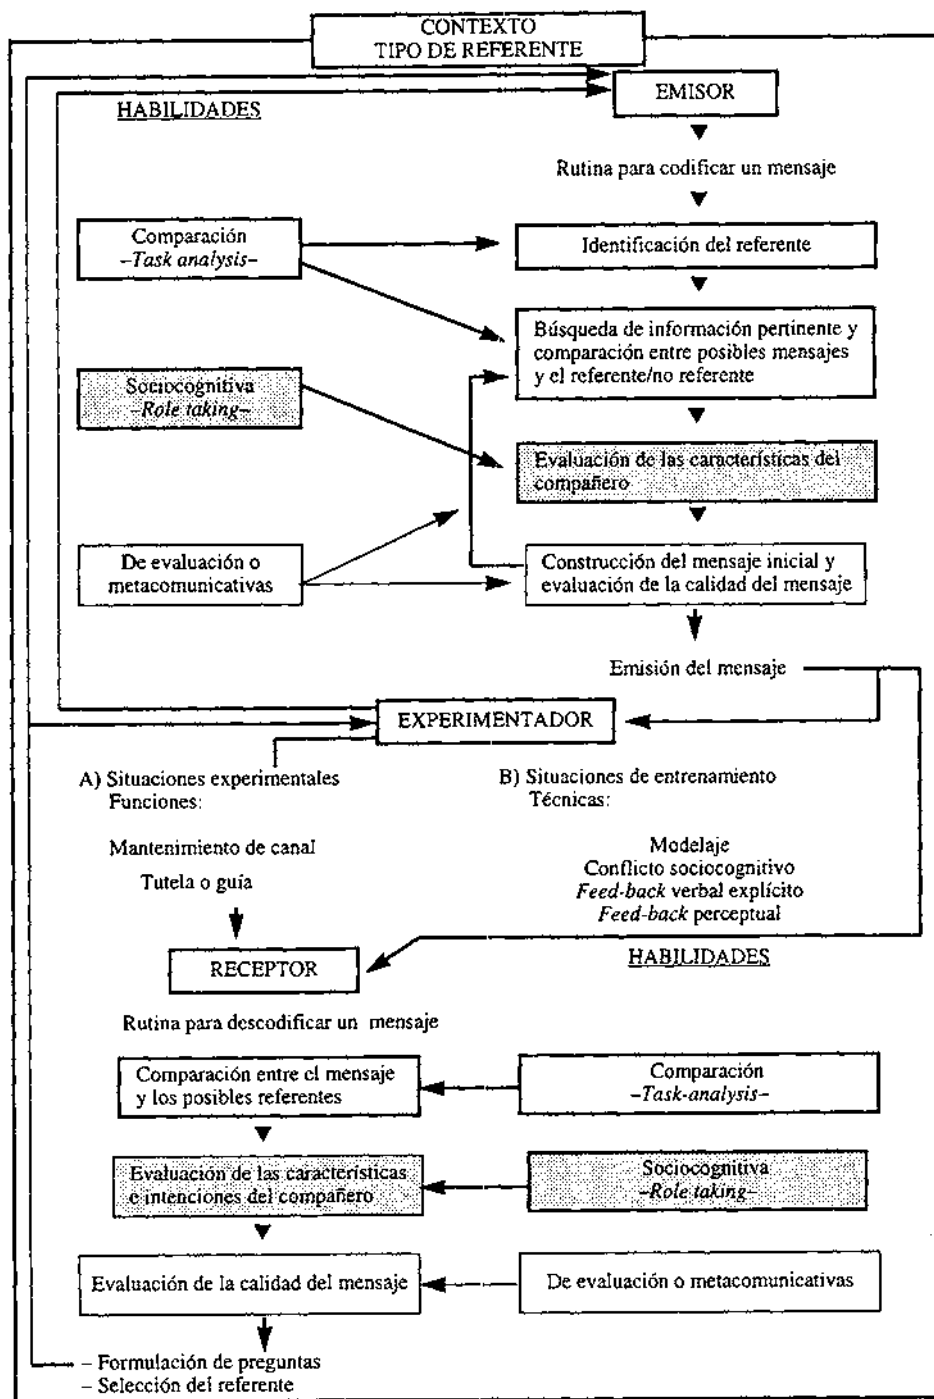 CONTEXTO
TIPO DE REFERENTE
EMISOR
HABILIDADES
Rutina para codificar un mensaje
Comparación
–Task analysis–
Identificación del referente
Búsqueda de información pertinente y
comparación entre posibles mensajes
y el referente/no referente
Sociocognitiva
–Role taking–
Evaluación de las características del
compañero
De evaluación o
metacomunicativas
Construcción del mensaje inicial y
evaluación de la calidad del mensaje
Emisión del mensaje
EXPERIMENTADOR
A) Situaciones experimentales
Funciones:
B) Situaciones de entrenamiento
Técnicas:
Mantenimiento de canal
Tutela o guía
Modelaje
Conflicto sociocognitivo
Feed-back verbal explícito
Feed-back perceptual
RECEPTOR
HABILIDADES
Rutina para descodificar un mensaje
Comparación entre el mensaje
y los posibles referentes
Comparación
–Task-analysis–
Evaluación de las características
e intenciones del compañero
Sociocognitiva
–Role taking–
Evaluación de la calidad del mensaje
De evaluación o metacomunicativas
– Formulación de preguntas
– Selección del referente